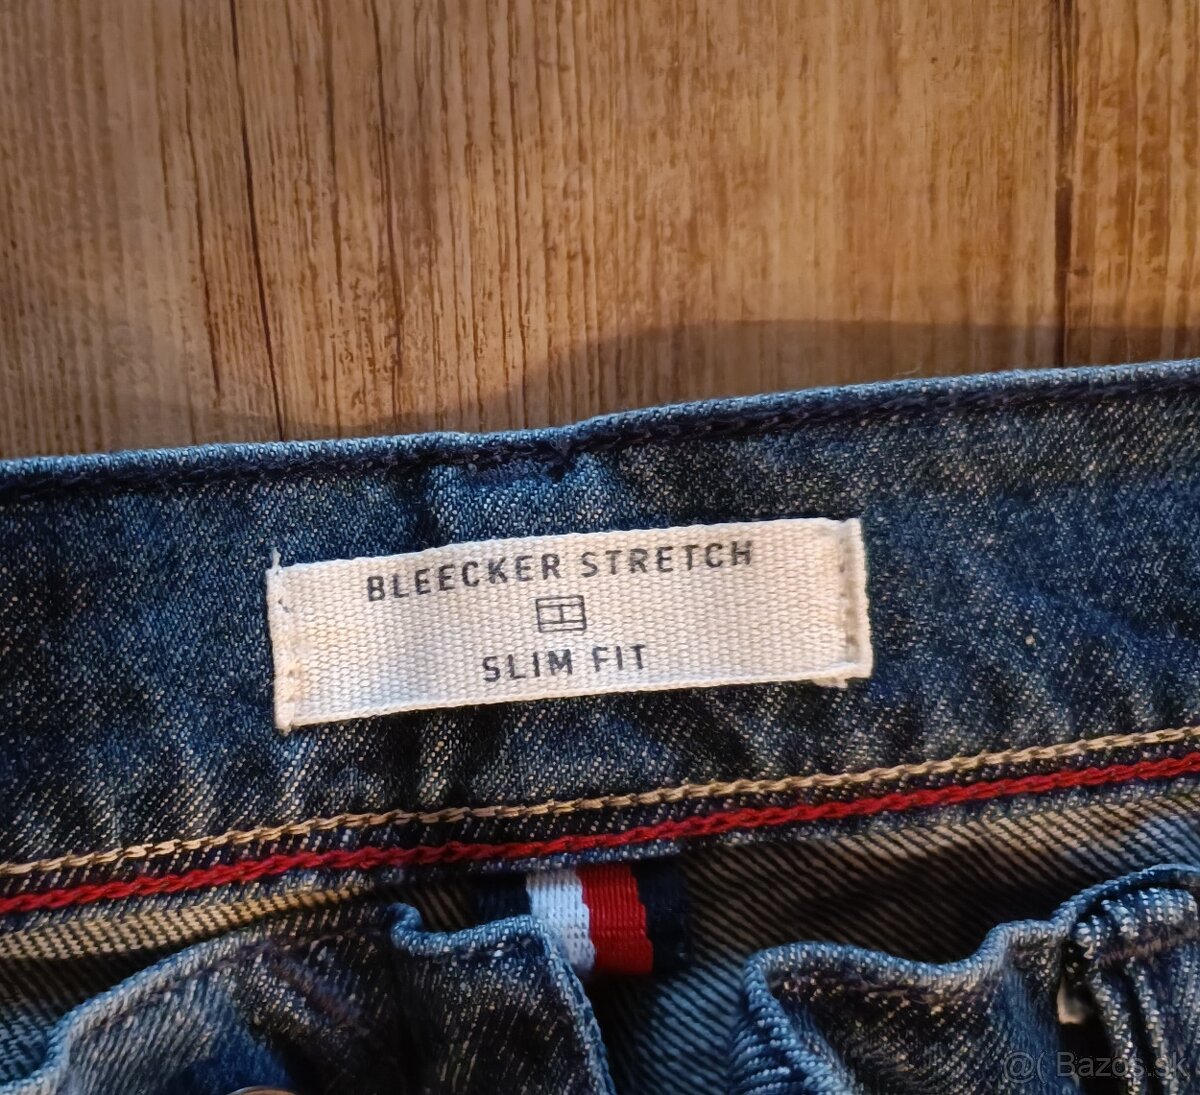 BLEECKER STRETCH
SLIM FIT
@( Bazos.sk